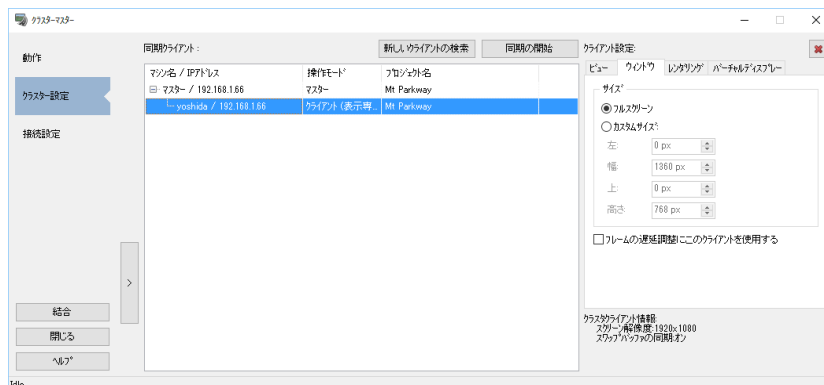 クラスターマスター
動作
クラスター設定
接続設定
結合
閉じる
ヘルプ
Idle
同期クライアント :
新しいクライアントの検索
同期の開始
マシン名 / IPアドレス 操作モード プロジェクト名
マスター / 192.168.1.66 マスター Mt Parkway
yoshida / 192.168.1.66 クライアント (表示専... Mt Parkway
>
クライアント設定:
ビュー ウィンドウ レンダリング バーチャルディスプレー
サイズ
フルスクリーン
カスタムサイズ:
左: 0 px
幅: 1360 px
上: 0 px
高さ: 768 px
フレームの遅延調整にこのクライアントを使用する
クラスタクライアント情報:
スクリーン解像度:1920x1080
スワップバッファの同期:オン